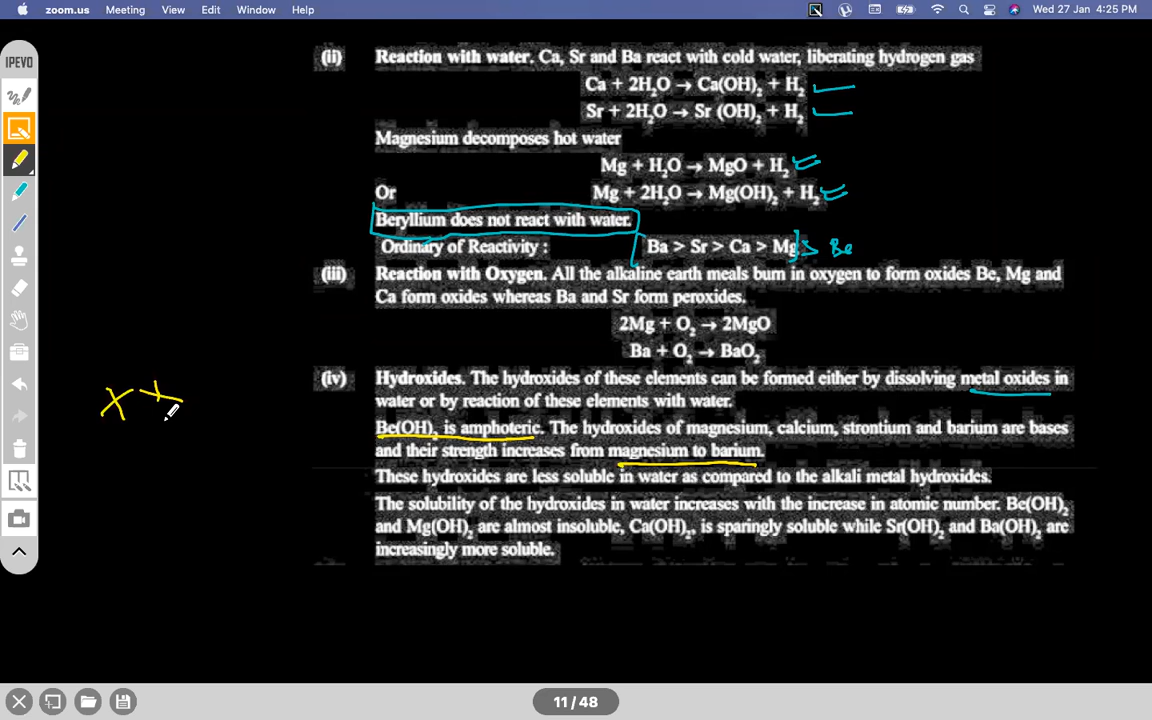 zoom.us Meeting View Edit Window Help Wed 27 Jan 4:25 PM
IPEVO
(ii) Reaction with water. Ca, Sr and Ba react with cold water, liberating hydrogen gas
Ca + 2H₂O → Ca(OH)₂ + H₂
Sr + 2H₂O → Sr (OH)₂ + H₂
Magnesium decomposes hot water
Mg + H₂O → MgO + H₂
Or Mg + 2H₂O → Mg(OH)₂ + H₂
Beryllium does not react with water.
Ordinary of Reactivity : Ba > Sr > Ca > Mg > Be
(iii) Reaction with Oxygen. All the alkaline earth meals burn in oxygen to form oxides Be, Mg and
Ca form oxides whereas Ba and Sr form peroxides.
2Mg + O₂ → 2MgO
Ba + O₂ → BaO₂
(iv) Hydroxides. The hydroxides of these elements can be formed either by dissolving metal oxides in
water or by reaction of these elements with water.
Be(OH)₂ is amphoteric. The hydroxides of magnesium, calcium, strontium and barium are bases
and their strength increases from magnesium to barium.
These hydroxides are less soluble in water as compared to the alkali metal hydroxides.
The solubility of the hydroxides in water increases with the increase in atomic number. Be(OH)₂
and Mg(OH)₂ are almost insoluble, Ca(OH)₂, is sparingly soluble while Sr(OH)₂ and Ba(OH)₂ are
increasingly more soluble.
11 / 48